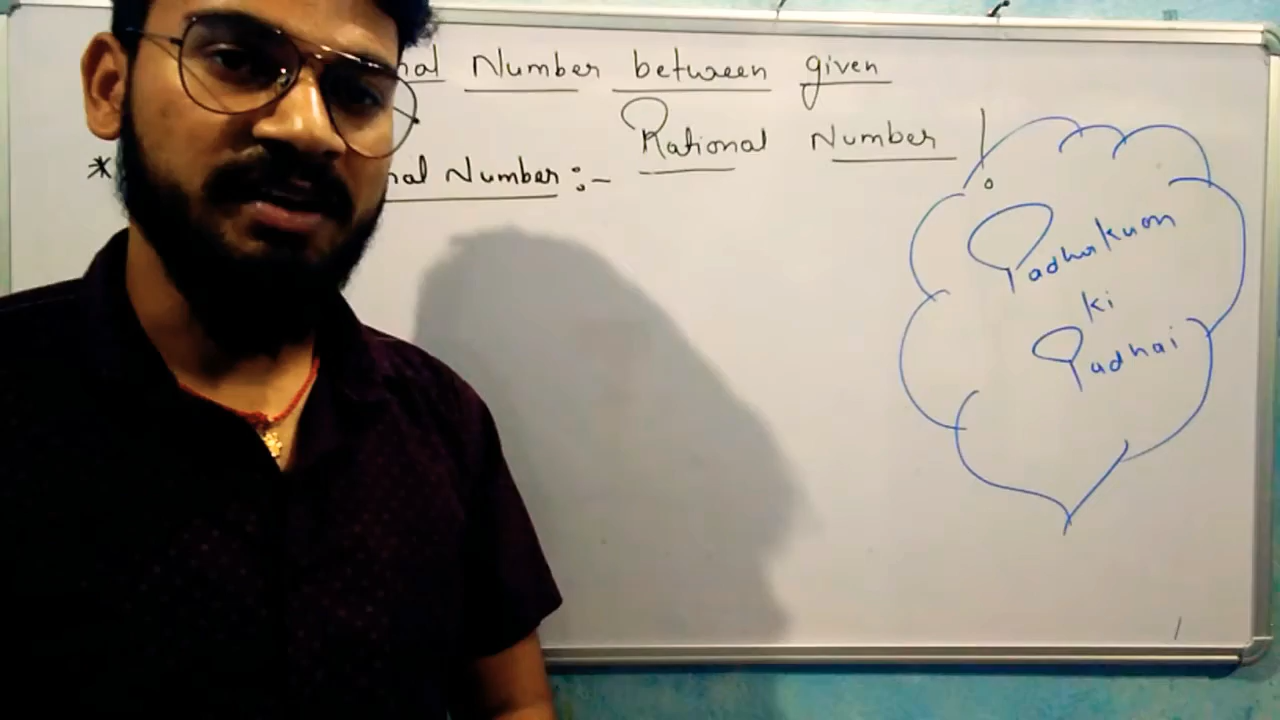 nal Number between given
Rational Number !
* nal Number :-
Padhakuon
ki
Padhai